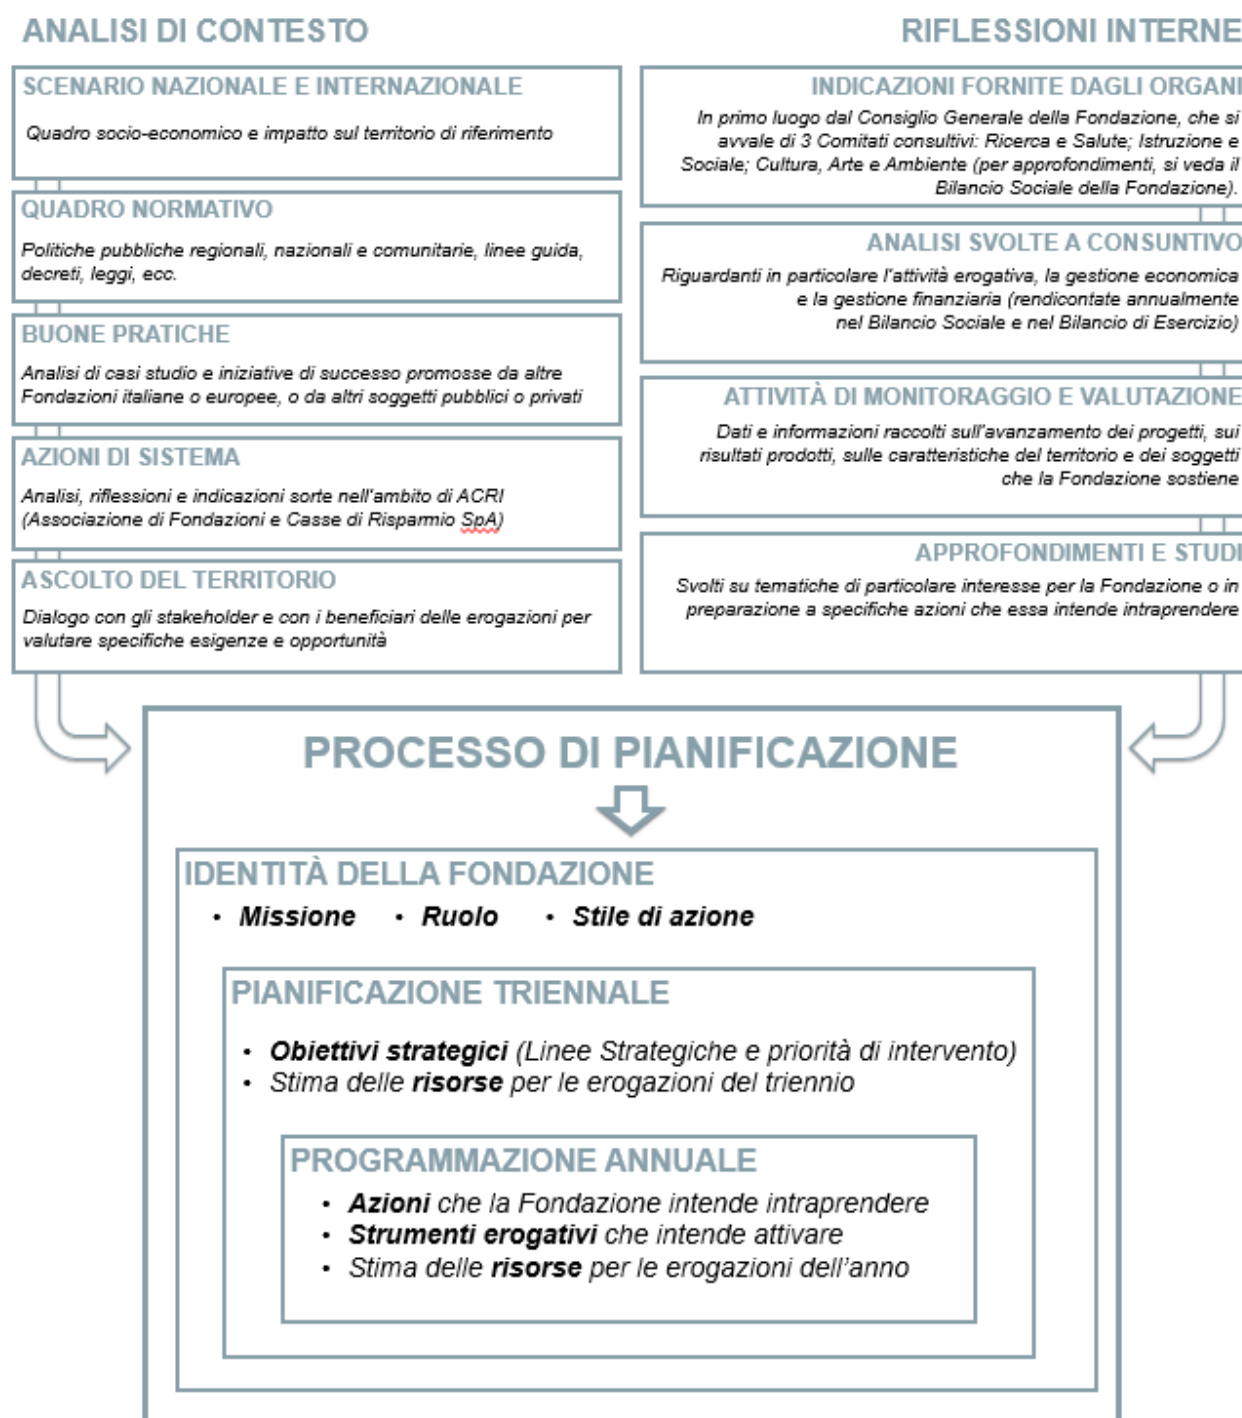 ANALISI DI CONTESTO
SCENARIO NAZIONALE E INTERNAZIONALE
Quadro socio-economico e impatto sul territorio di riferimento
QUADRO NORMATIVO
Politiche pubbliche regionali, nazionali e comunitarie, linee guida,
decreti, leggi, ecc.
BUONE PRATICHE
Analisi di casi studio e iniziative di successo promosse da altre
Fondazioni italiane o europee, o da altri soggetti pubblici o privati
AZIONI DI SISTEMA
Analisi, riflessioni e indicazioni sorte nell'ambito di ACRI
(Associazione di Fondazioni e Casse di Risparmio SpA)
ASCOLTO DEL TERRITORIO
Dialogo con gli stakeholder e con i beneficiari delle erogazioni per
valutare specifiche esigenze e opportunità
RIFLESSIONI INTERNE
INDICAZIONI FORNITE DAGLI ORGANI
In primo luogo dal Consiglio Generale della Fondazione, che si
avvale di 3 Comitati consultivi: Ricerca e Salute; Istruzione e
Sociale; Cultura, Arte e Ambiente (per approfondimenti, si veda il
Bilancio Sociale della Fondazione).
ANALISI SVOLTE A CONSUNTIVO
Riguardanti in particolare l'attività erogativa, la gestione economica
e la gestione finanziaria (rendicontate annualmente
nel Bilancio Sociale e nel Bilancio di Esercizio)
ATTIVITÀ DI MONITORAGGIO E VALUTAZIONE
Dati e informazioni raccolti sull'avanzamento dei progetti, sui
risultati prodotti, sulle caratteristiche del territorio e dei soggetti
che la Fondazione sostiene
APPROFONDIMENTI E STUDI
Svolti su tematiche di particolare interesse per la Fondazione o in
preparazione a specifiche azioni che essa intende intraprendere
PROCESSO DI PIANIFICAZIONE
IDENTITÀ DELLA FONDAZIONE
• Missione • Ruolo • Stile di azione
PIANIFICAZIONE TRIENNALE
• Obiettivi strategici (Linee Strategiche e priorità di intervento)
• Stima delle risorse per le erogazioni del triennio
PROGRAMMAZIONE ANNUALE
• Azioni che la Fondazione intende intraprendere
• Strumenti erogativi che intende attivare
• Stima delle risorse per le erogazioni dell'anno